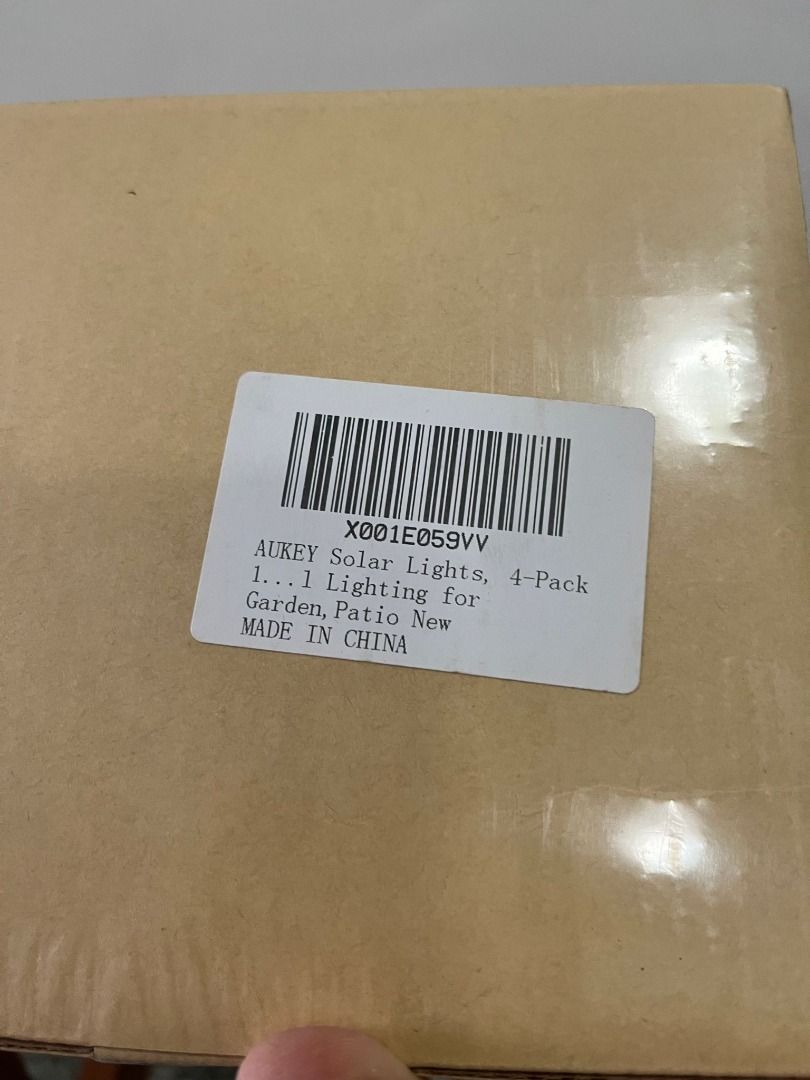 X001E059VV
AUKEY Solar Lights, 4-Pack
1...1 Lighting for
Garden,Patio New
MADE IN CHINA